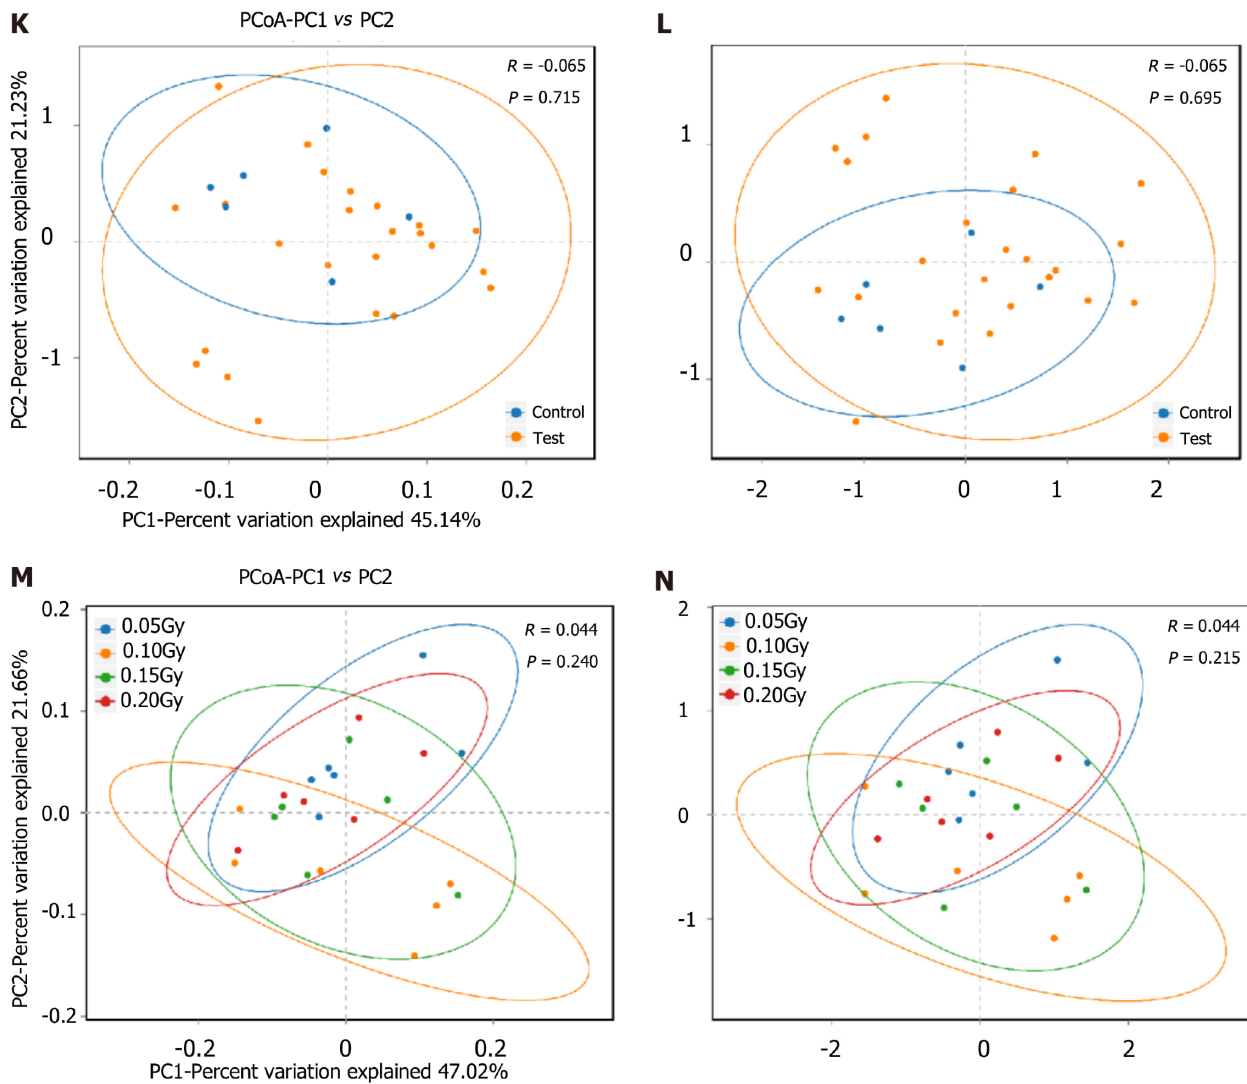 K
PCoA-PC1 vs PC2
R = -0.065
P = 0.715
PC2-Percent variation explained 21.23%
1
0
-1
Control
Test
-0.2 -0.1 0 0.1 0.2
PC1-Percent variation explained 45.14%
L
R = -0.065
P = 0.695
1
0
-1
Control
Test
-2 -1 0 1 2
M
PCoA-PC1 vs PC2
0.05Gy
0.10Gy
0.15Gy
0.20Gy
R = 0.044
P = 0.240
PC2-Percent variation explained 21.66%
0.2
0.1
0.0
-0.1
-0.2
-0.2 0 0.2
PC1-Percent variation explained 47.02%
N
0.05Gy
0.10Gy
0.15Gy
0.20Gy
R = 0.044
P = 0.215
2
1
0
-1
-2 0 2